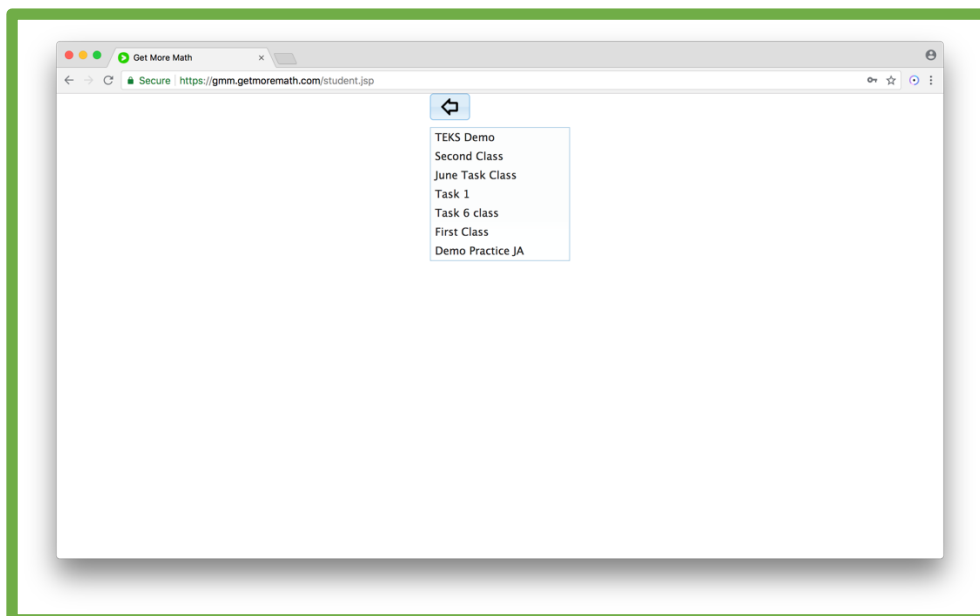 Get More Math
Secure https://gmm.getmoremath.com/student.jsp
TEKS Demo
Second Class
June Task Class
Task 1
Task 6 class
First Class
Demo Practice JA